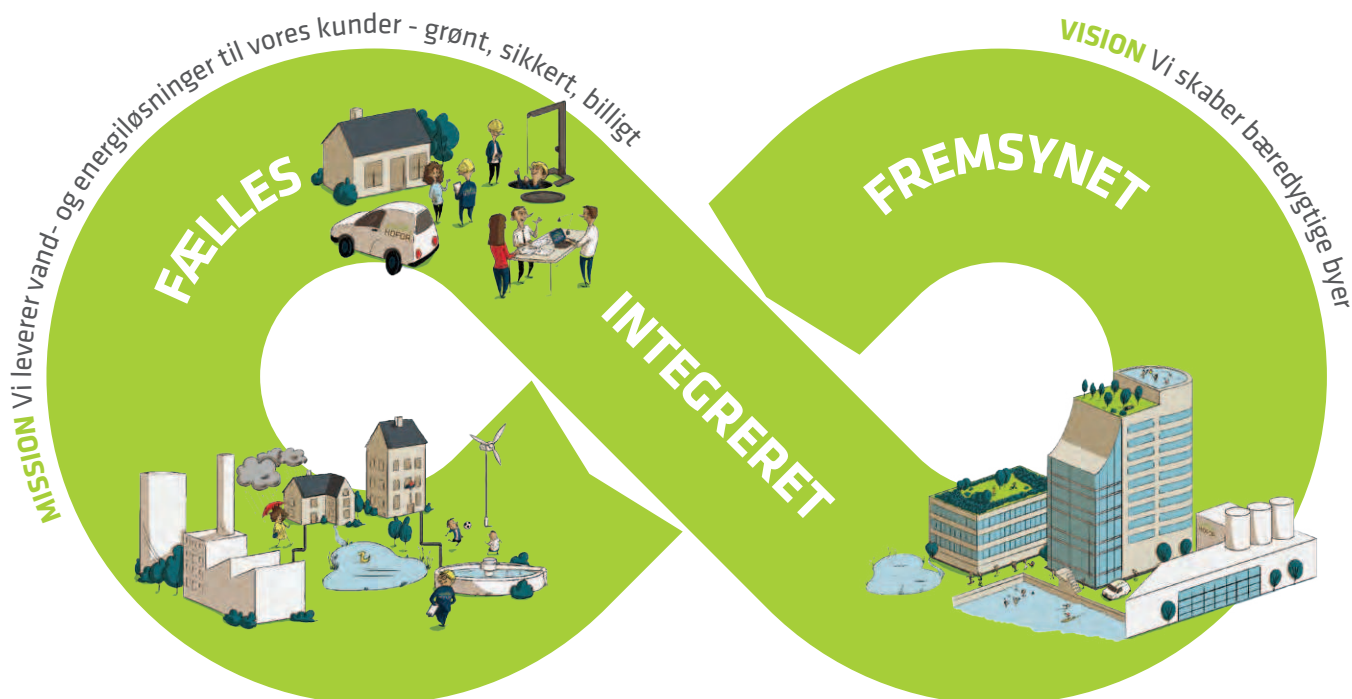 MISSION Vi leverer vand- og energiløsninger til vores kunder - grønt, sikkert, billigt
VISION Vi skaber bæredygtige byer
FÆLLES
FREMSYNET
INTEGRERET
HOFOR